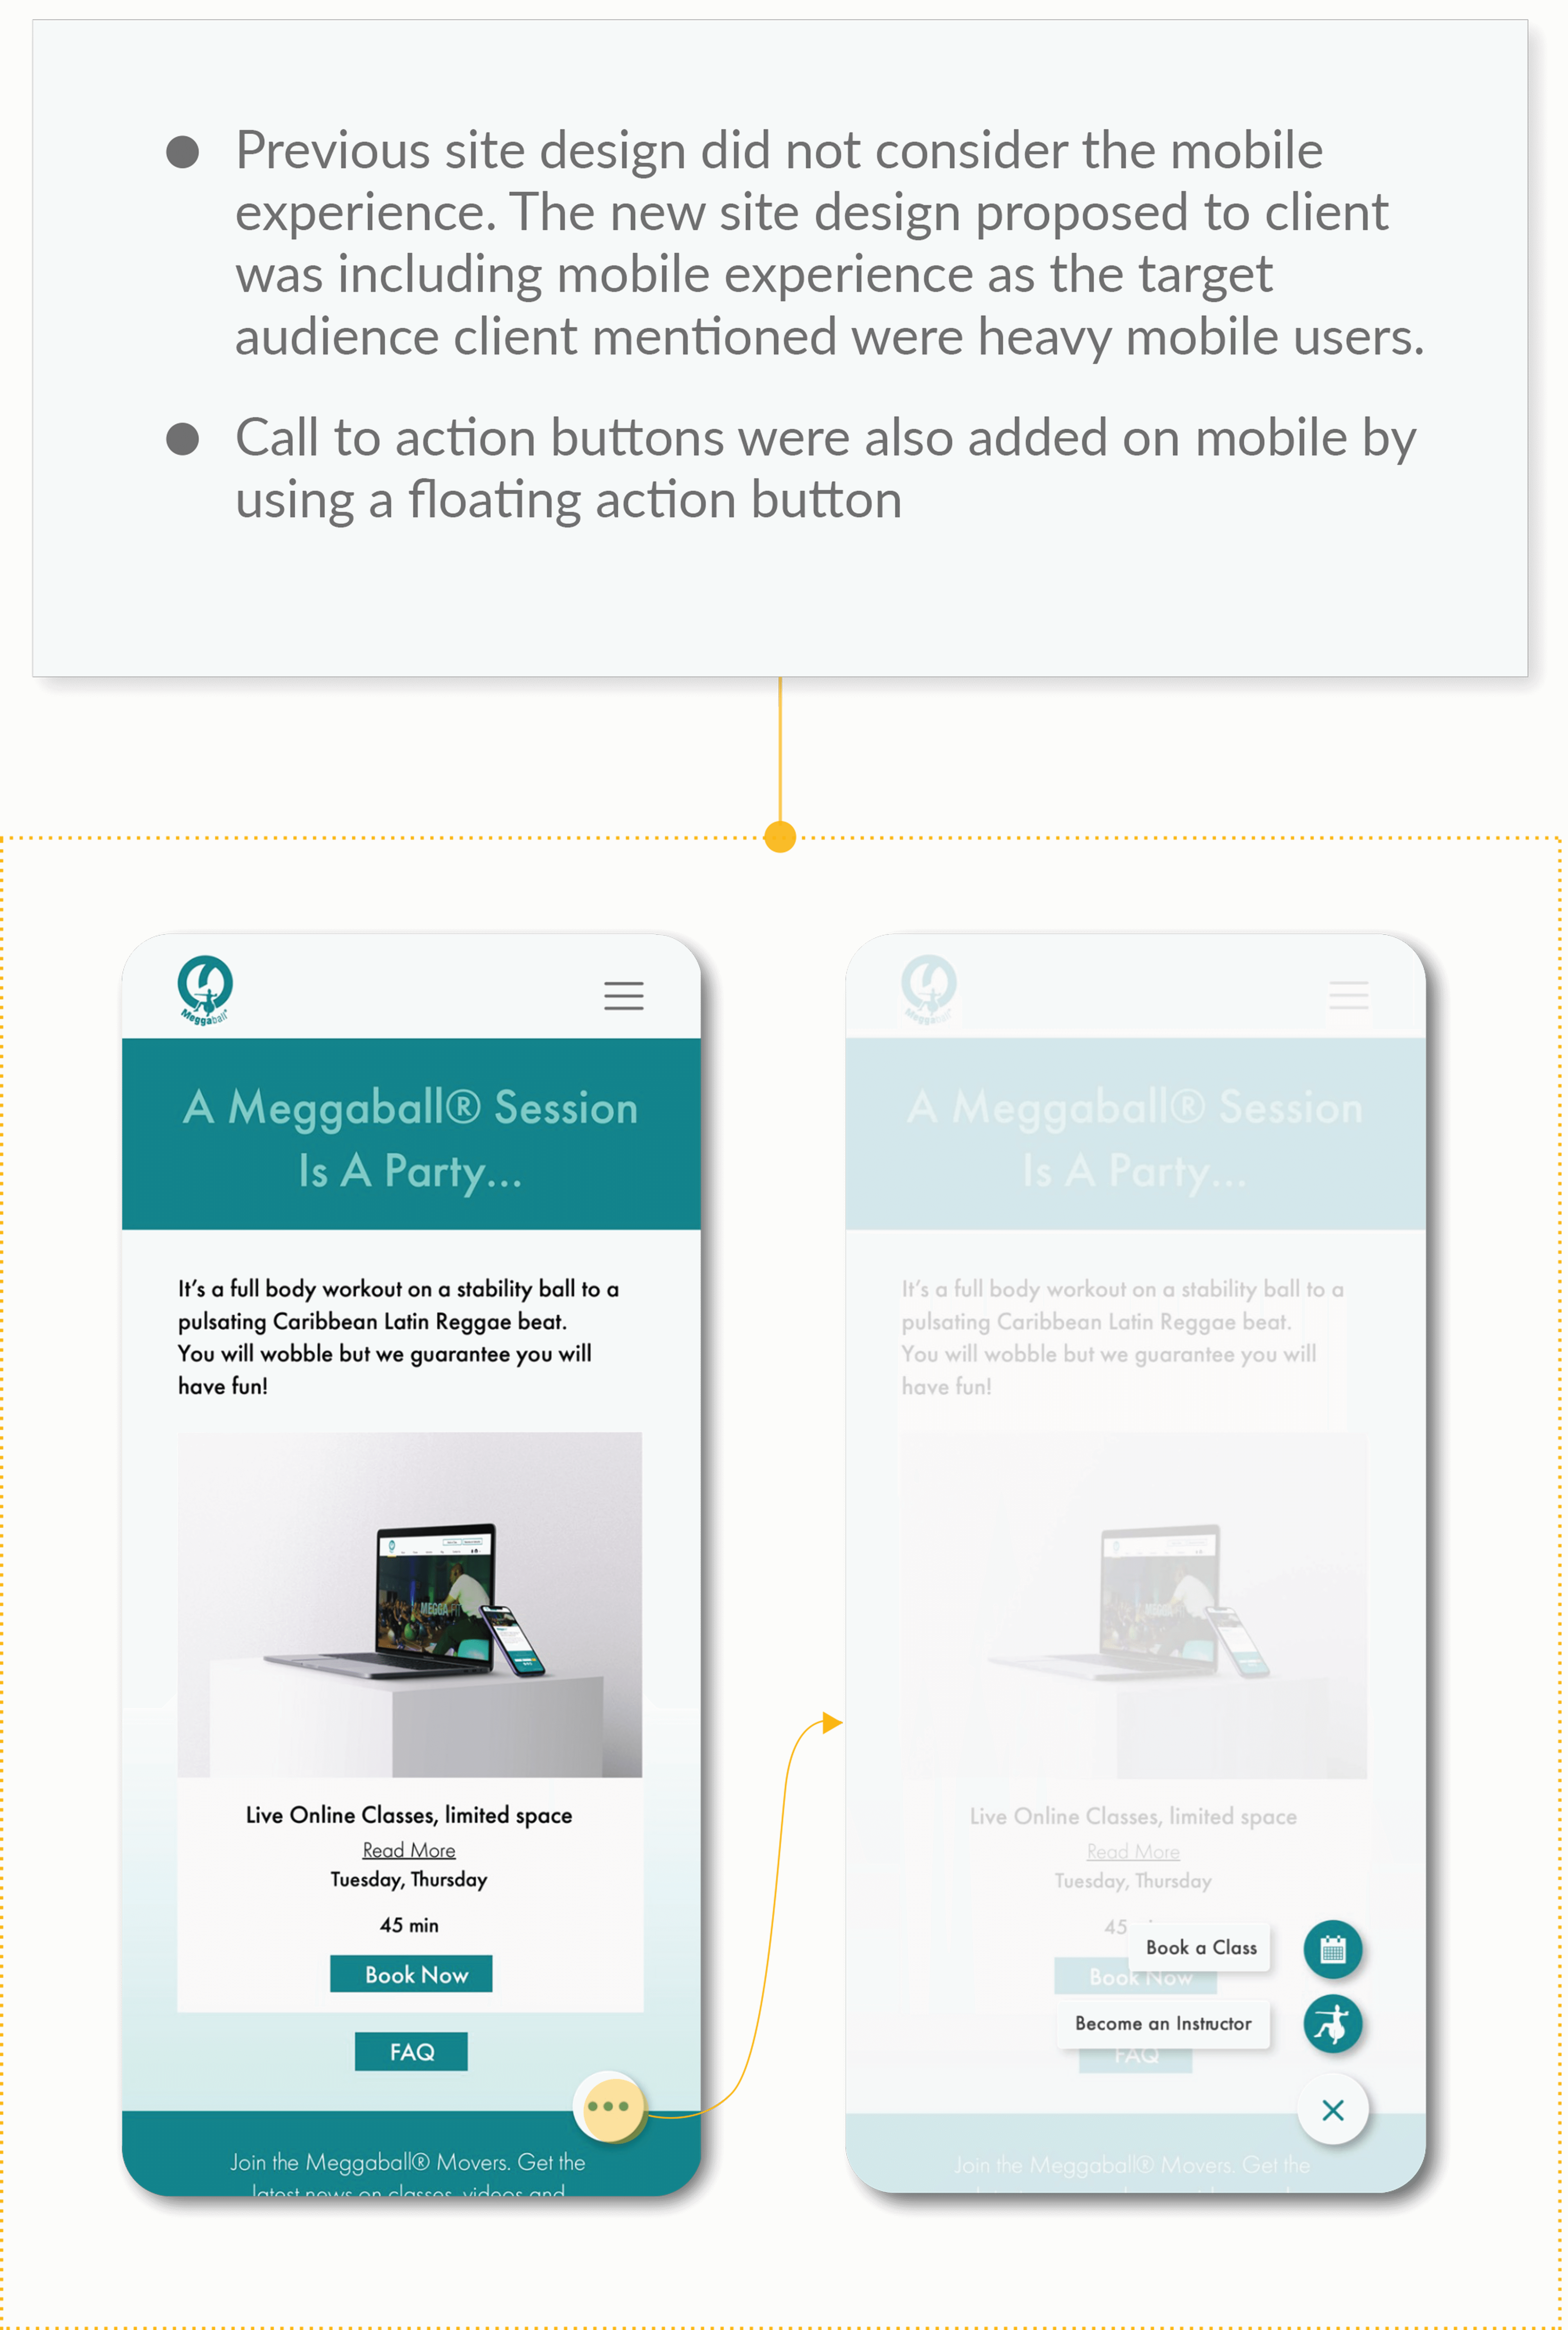 Previous site design did not consider the mobile
experience. The new site design proposed to client
was including mobile experience as the target
audience client mentioned were heavy mobile users.
Call to action buttons were also added on mobile by
using a floating action button
Meggaball®
A Meggaball® Session
Is A Party...
It's a full body workout on a stability ball to a
pulsating Caribbean Latin Reggae beat.
You will wobble but we guarantee you will
have fun!
MEGGA FIT
Live Online Classes, limited space
Read More
Tuesday, Thursday
45 min
Book Now
FAQ
Join the Meggaball® Movers. Get the
latest news on classes, videos and
Meggaball®
A Meggaball® Session
Is A Party...
It's a full body workout on a stability ball to a
pulsating Caribbean Latin Reggae beat.
You will wobble but we guarantee you will
have fun!
Live Online Classes, limited space
Read More
Tuesday, Thursday
45
Book a Class
Book Now
Become an Instructor
FAQ
Join the Meggaball® Movers. Get the